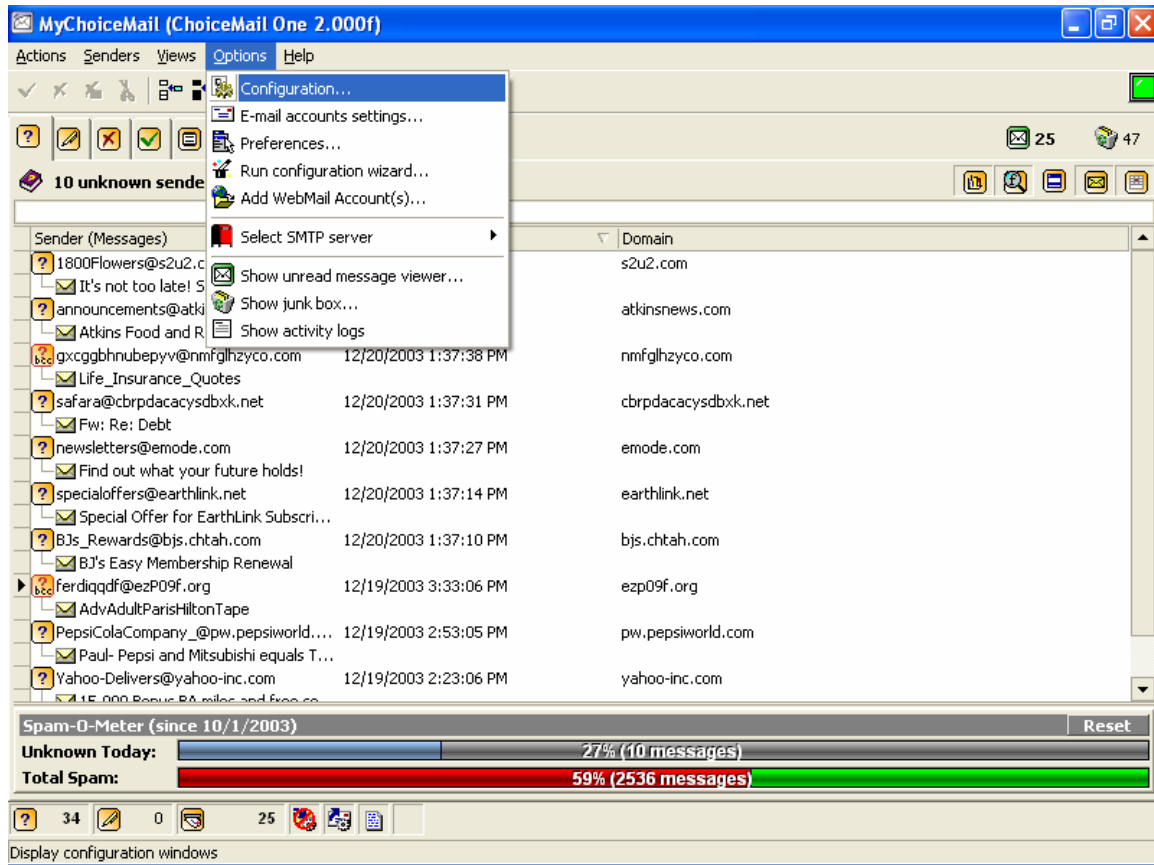 MyChoiceMail (ChoiceMail One 2.000f)
Actions Senders Views Options Help
Configuration...
E-mail accounts settings...
Preferences...
Run configuration wizard...
Add WebMail Account(s)...
Select SMTP server
Show unread message viewer...
Show junk box...
Show activity logs
25 47
10 unknown sende
Sender (Messages) Domain
1800Flowers@s2u2.c s2u2.com
It's not too late! S
announcements@atki atkinsnews.com
Atkins Food and R
gxcggbhnubepyv@nmfglhzyco.com 12/20/2003 1:37:38 PM nmfglhzyco.com
Life_Insurance_Quotes
safara@cbrpdacacysdbxk.net 12/20/2003 1:37:31 PM cbrpdacacysdbxk.net
Fw: Re: Debt
newsletters@emode.com 12/20/2003 1:37:27 PM emode.com
Find out what your future holds!
specialoffers@earthlink.net 12/20/2003 1:37:14 PM earthlink.net
Special Offer for EarthLink Subscri...
BJs_Rewards@bjs.chtah.com 12/20/2003 1:37:10 PM bjs.chtah.com
BJ's Easy Membership Renewal
ferdiqqdf@ezP09f.org 12/19/2003 3:33:06 PM ezp09f.org
AdvAdultParisHiltonTape
PepsiColaCompany_@pw.pepsiworld.... 12/19/2003 2:53:05 PM pw.pepsiworld.com
Paul- Pepsi and Mitsubishi equals T...
Yahoo-Delivers@yahoo-inc.com 12/19/2003 2:23:06 PM yahoo-inc.com
Spam-O-Meter (since 10/1/2003) Reset
Unknown Today: 27% (10 messages)
Total Spam: 59% (2536 messages)
34 0 25
Display configuration windows